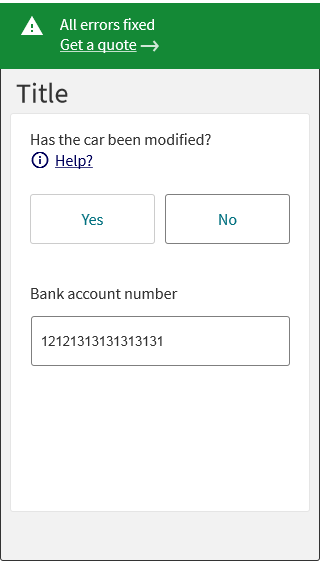 All errors fixed
Get a quote
Title
Has the car been modified?
Help?
Yes No
Bank account number
12121313131313131